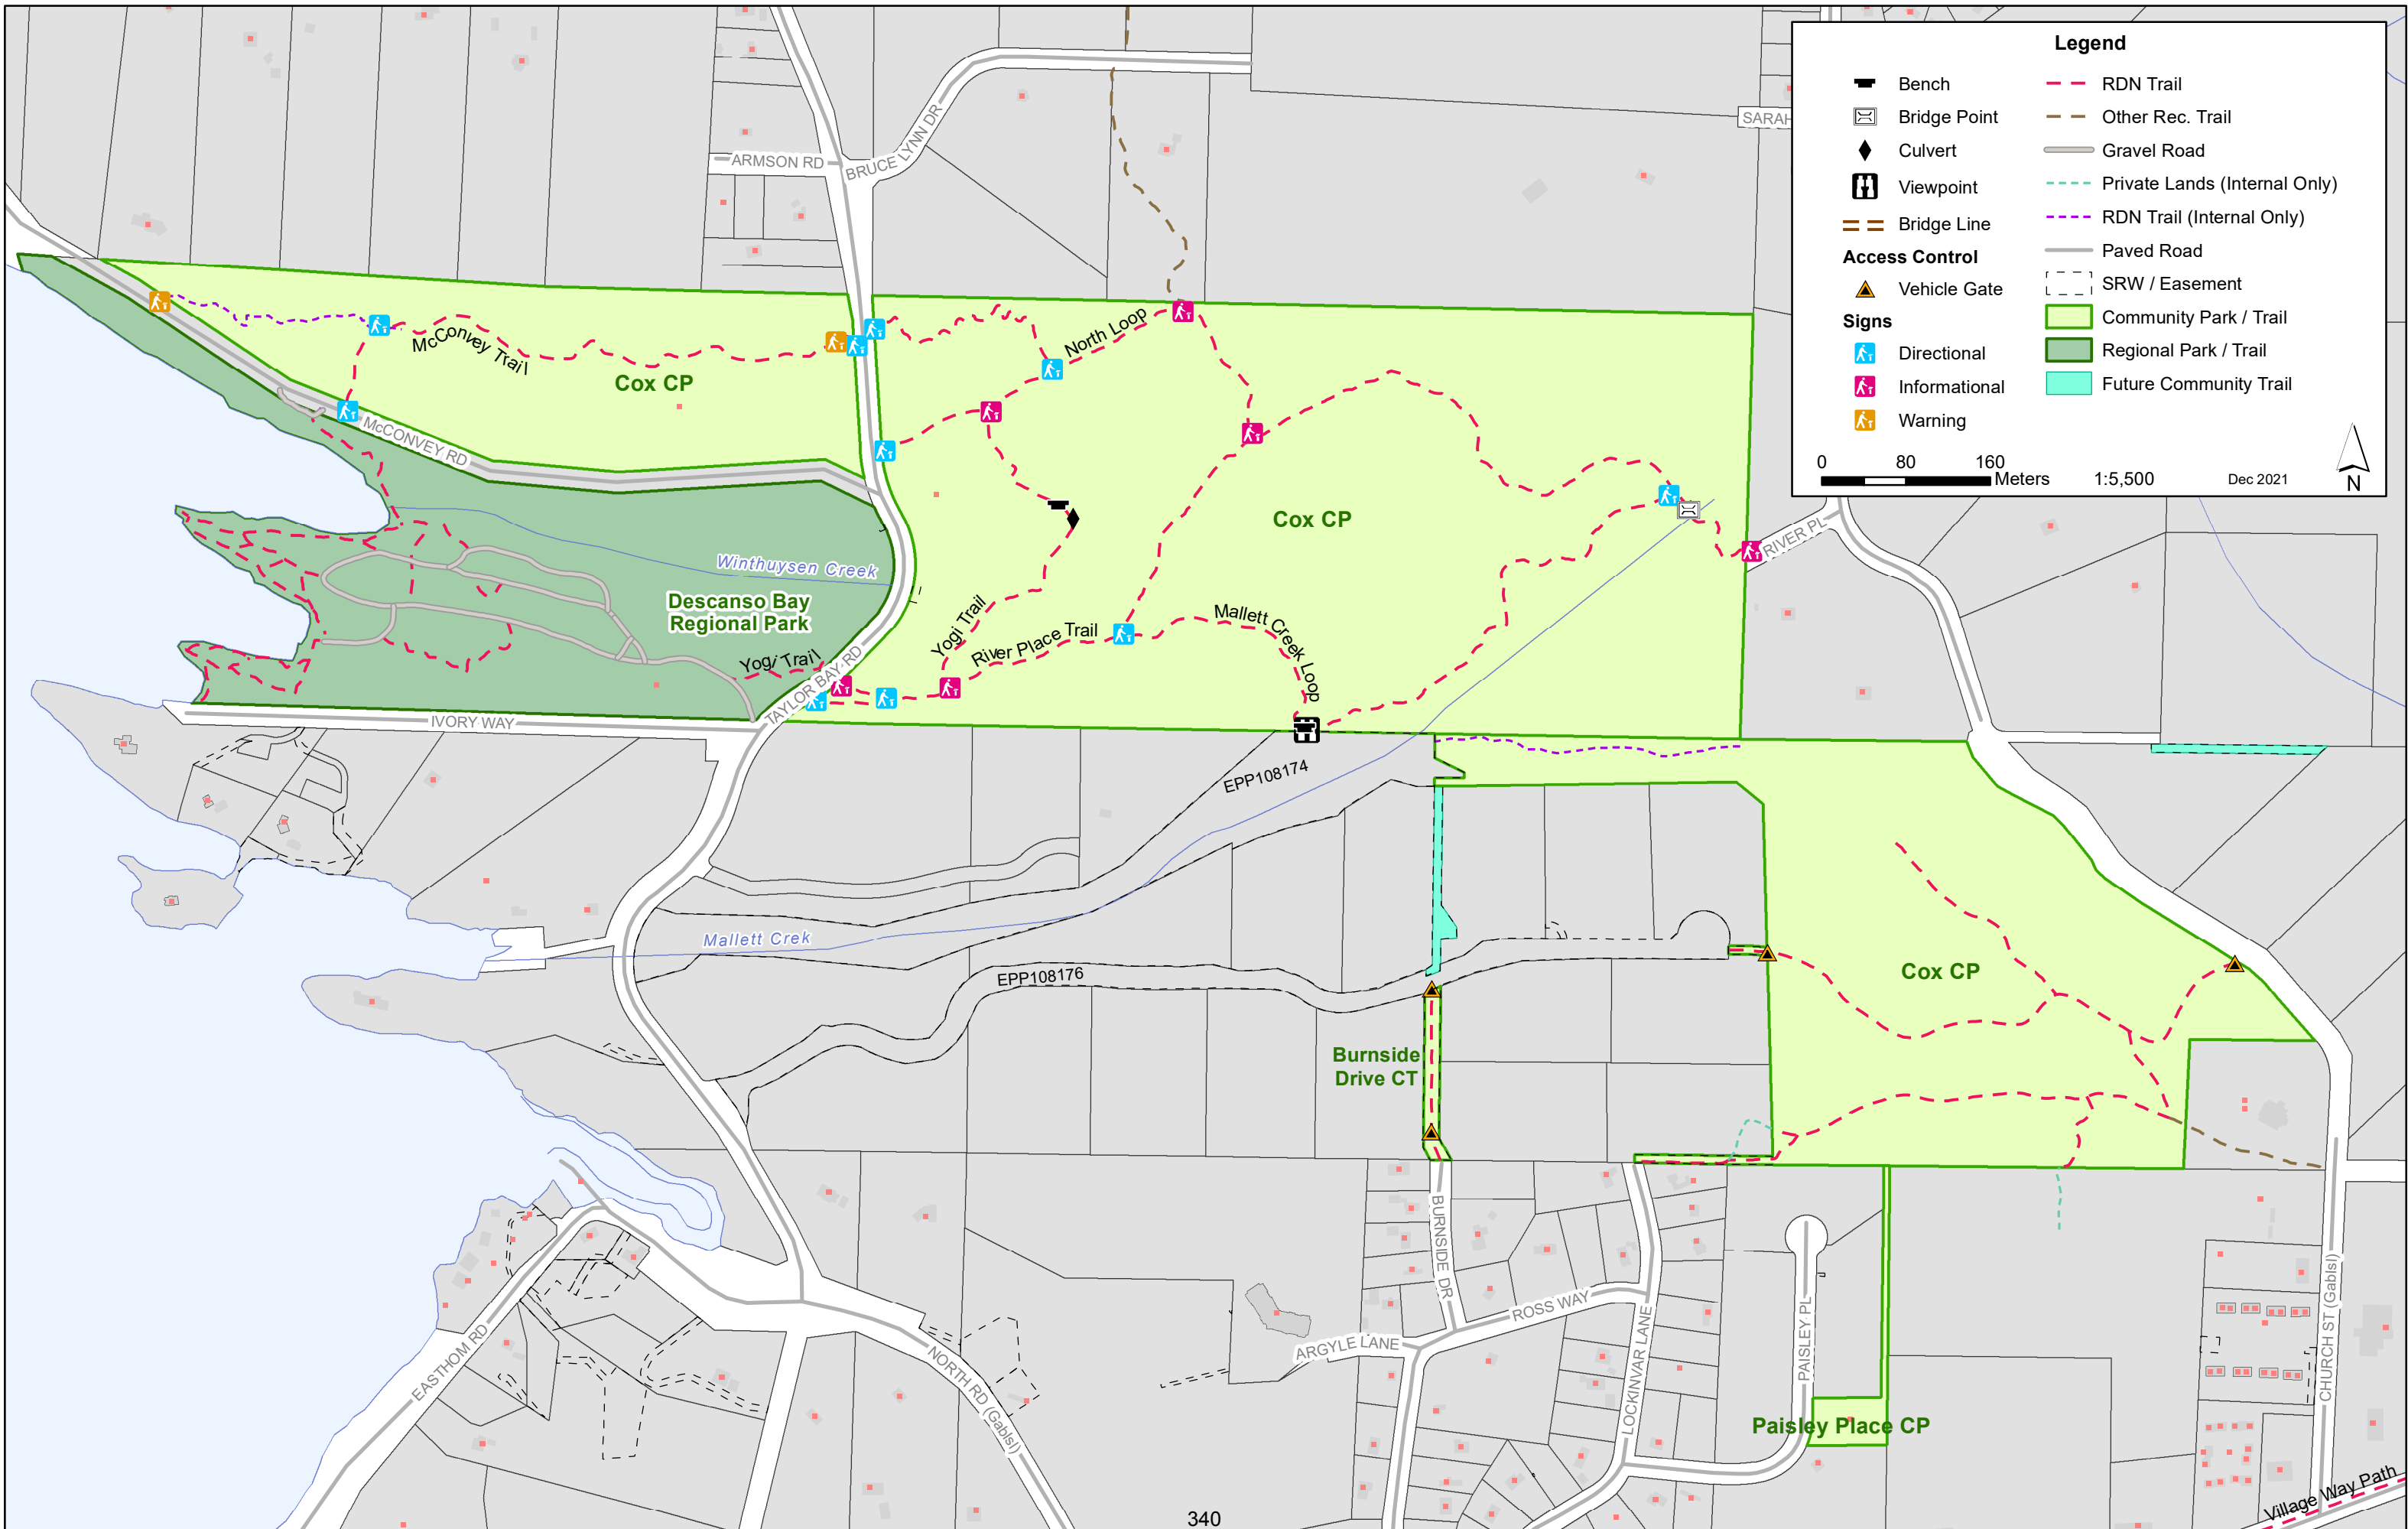 Legend
Bench
Bridge Point
Culvert
Viewpoint
Bridge Line
Access Control
Vehicle Gate
Signs
Directional
Informational
Warning
RDN Trail
Other Rec. Trail
Gravel Road
Private Lands (Internal Only)
RDN Trail (Internal Only)
Paved Road
SRW / Easement
Community Park / Trail
Regional Park / Trail
Future Community Trail
0 80 160
Meters 1:5,500 Dec 2021
N
SARAH
ARMSON RD
BRUCE LYNN DR
McConvey Trail
Cox CP
McCONVEY RD
North Loop
Cox CP
RIVER PL
Winthuysen Creek
Descanso Bay
Regional Park
Yogi Trail
Yogi Trail
River Place Trail
Mallett Creek Loop
TAYLOR BAY RD
IVORY WAY
EPP108174
Mallett Crek
EPP108176
Cox CP
Burnside
Drive CT
BURNSIDE DR
ROSS WAY
ARGYLE LANE
LOCKINVAR LANE
PAISLEY PL
Paisley Place CP
EASTHOM RD
NORTH RD (Gablsl)
CHURCH ST (Gablsl)
Village Way Path
340